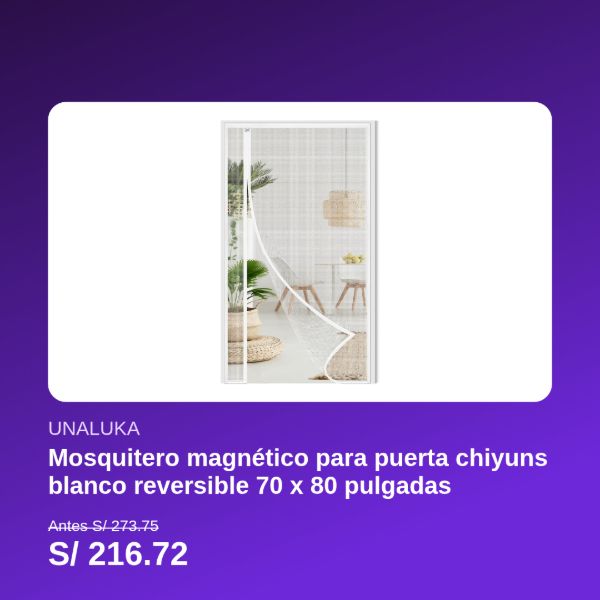 UNALUKA
Mosquitero magnético para puerta chiyuns
blanco reversible 70 x 80 pulgadas
Antes S/ 273.75
S/ 216.72